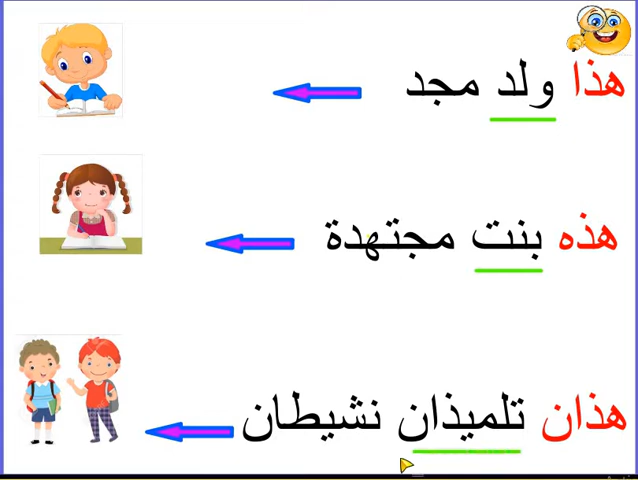 هذا ولد مجد
هذه بنت مجتهدة
هذان تلميذان نشيطان